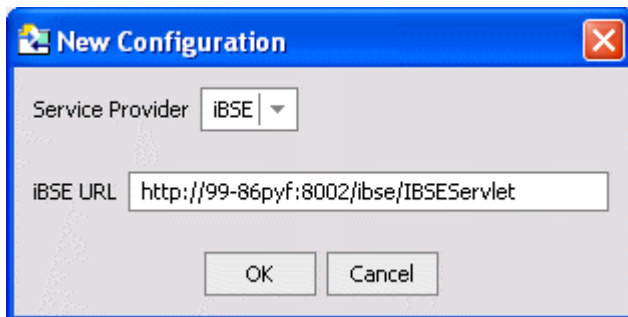 New Configuration
Service Provider iBSE
iBSE URL http://99-86pyf:8002/ibse/IBSEServlet
OK Cancel